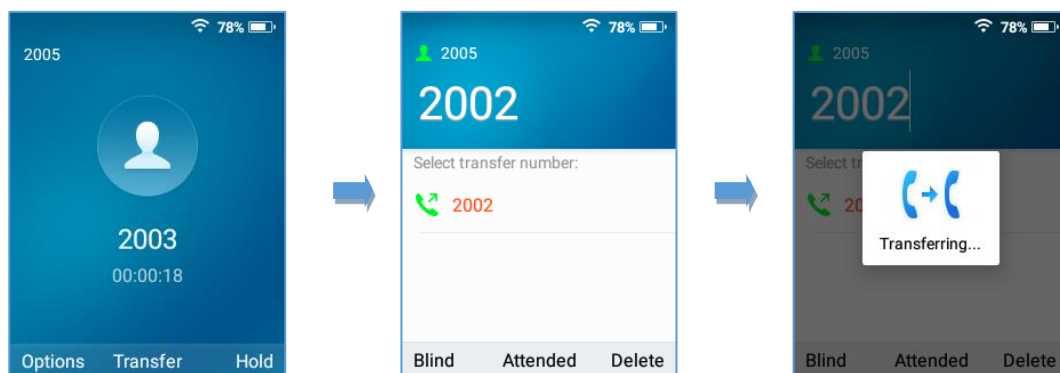 78%
2005
2003
00:00:18
Options Transfer Hold
78%
2005
2002
Select transfer number:
2002
Blind Attended Delete
78%
2005
2002
Select tr
20
Transferring...
Blind Attended Delete